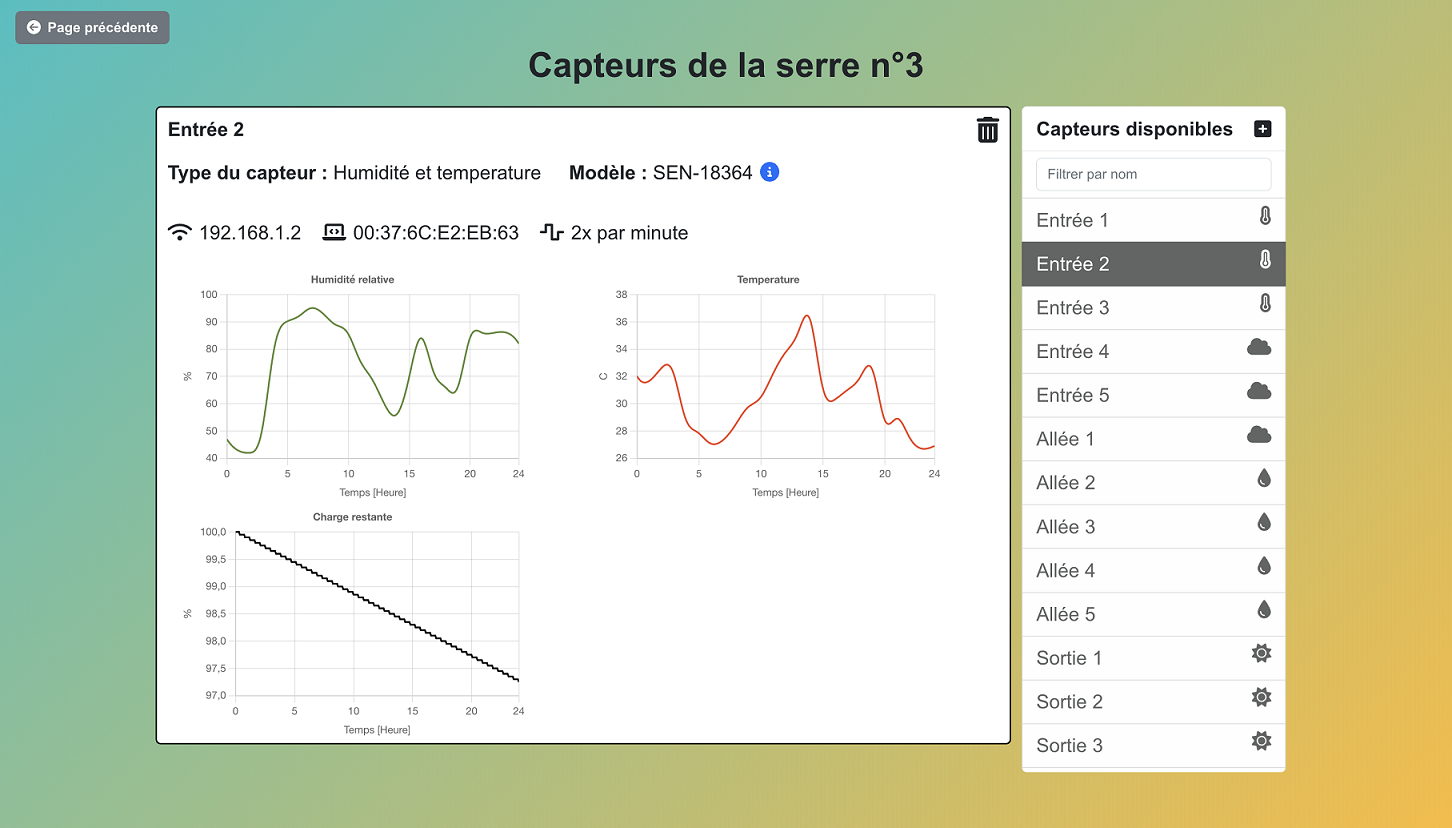 Page précédente
Capteurs de la serre n°3
Entrée 2
Type du capteur : Humidité et temperature Modèle : SEN-18364
192.168.1.2 00:37:6C:E2:EB:63 2x par minute
Humidité relative
100
90
80
70
60
50
40
%
0 5 10 15 20 24
Temps [Heure]
Temperature
38
36
34
32
30
28
26
C
0 5 10 15 20 24
Temps [Heure]
Charge restante
100,0
99,5
99,0
98,5
98,0
97,5
97,0
%
0 5 10 15 20 24
Temps [Heure]
Capteurs disponibles
Filtrer par nom
Entrée 1
Entrée 2
Entrée 3
Entrée 4
Entrée 5
Allée 1
Allée 2
Allée 3
Allée 4
Allée 5
Sortie 1
Sortie 2
Sortie 3